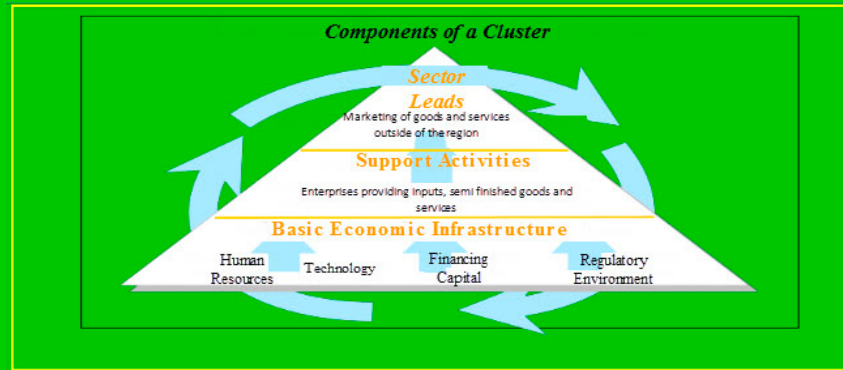 Components of a Cluster
Sector
Leads
Marketing of goods and services
outside of the region
Support Activities
Enterprises providing inputs, semi finished goods and
services
Basic Economic Infrastructure
Human
Resources
Technology
Financing
Capital
Regulatory
Environment